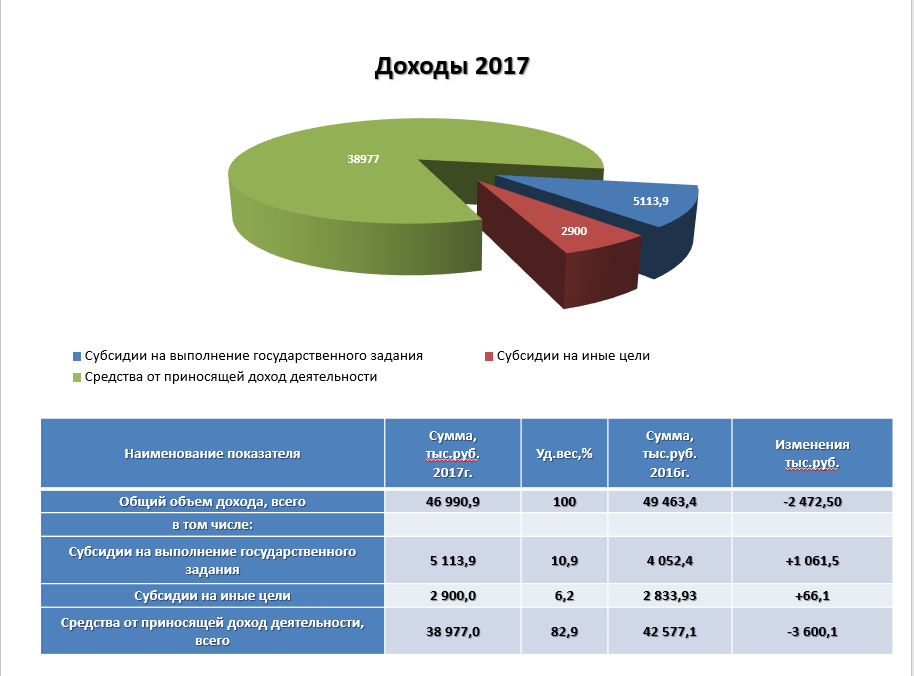 Доходы 2017
38977
5113,9
2900
Субсидии на выполнение государственного задания
Субсидии на иные цели
Средства от приносящей доход деятельности
Наименование показателя
Сумма,
тыс.руб.
2017г.
Уд.вес,%
Сумма,
тыс.руб.
2016г.
Изменения
тыс.руб.
Общий объем дохода, всего
46 990,9
100
49 463,4
-2 472,50
в том числе:
Субсидии на выполнение государственного
задания
5 113,9
10,9
4 052,4
+1 061,5
Субсидии на иные цели
2 900,0
6,2
2 833,93
+66,1
Средства от приносящей доход деятельности,
всего
38 977,0
82,9
42 577,1
-3 600,1